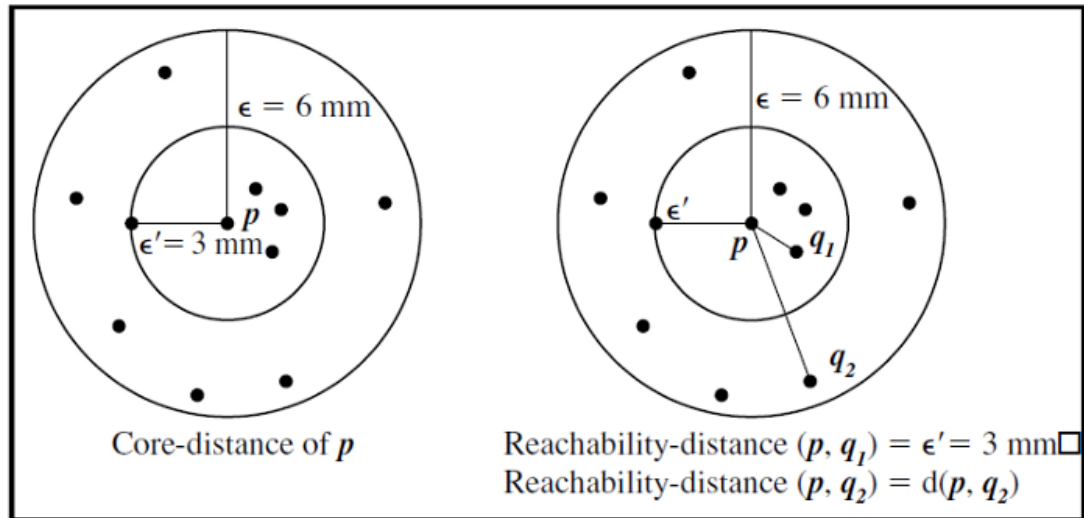 ϵ = 6 mm
p
ϵ′ = 3 mm
Core-distance of p
ϵ = 6 mm
ϵ′
p
q₁
q₂
Reachability-distance (p, q₁) = ϵ′ = 3 mm□
Reachability-distance (p, q₂) = d(p, q₂)